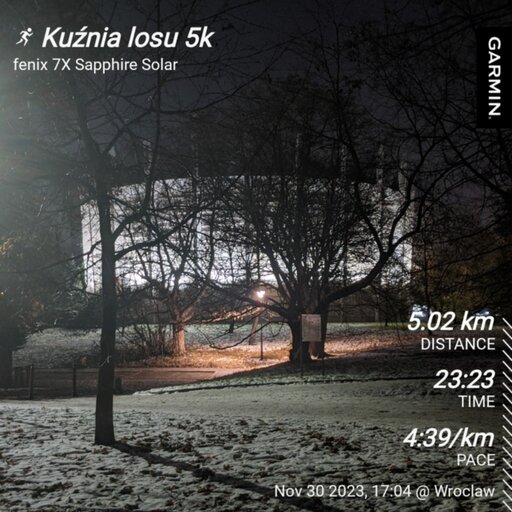 Kuźnia losu 5k
fenix 7X Sapphire Solar
GARMIN
5.02 km
DISTANCE
23:23
TIME
4:39/km
PACE
Nov 30 2023, 17:04 @ Wroclaw